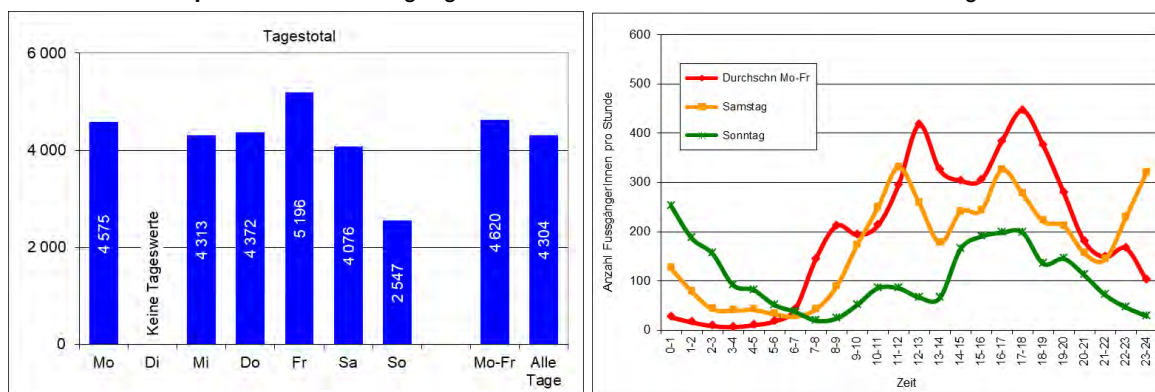 Tagestotal
6 000
4 000
2 000
0
4 575
Keine Tageswerte
4 313
4 372
5 196
4 076
2 547
4 620
4 304
Mo
Di
Mi
Do
Fr
Sa
So
Mo-Fr
Alle
Tage
Anzahl FussgängerInnen pro Stunde
600
500
400
300
200
100
0
Durchschn Mo-Fr
Samstag
Sonntag
0-1
1-2
2-3
3-4
4-5
5-6
6-7
7-8
8-9
9-10
10-11
11-12
12-13
13-14
14-15
15-16
16-17
17-18
18-19
19-20
20-21
21-22
22-23
23-24
Zeit